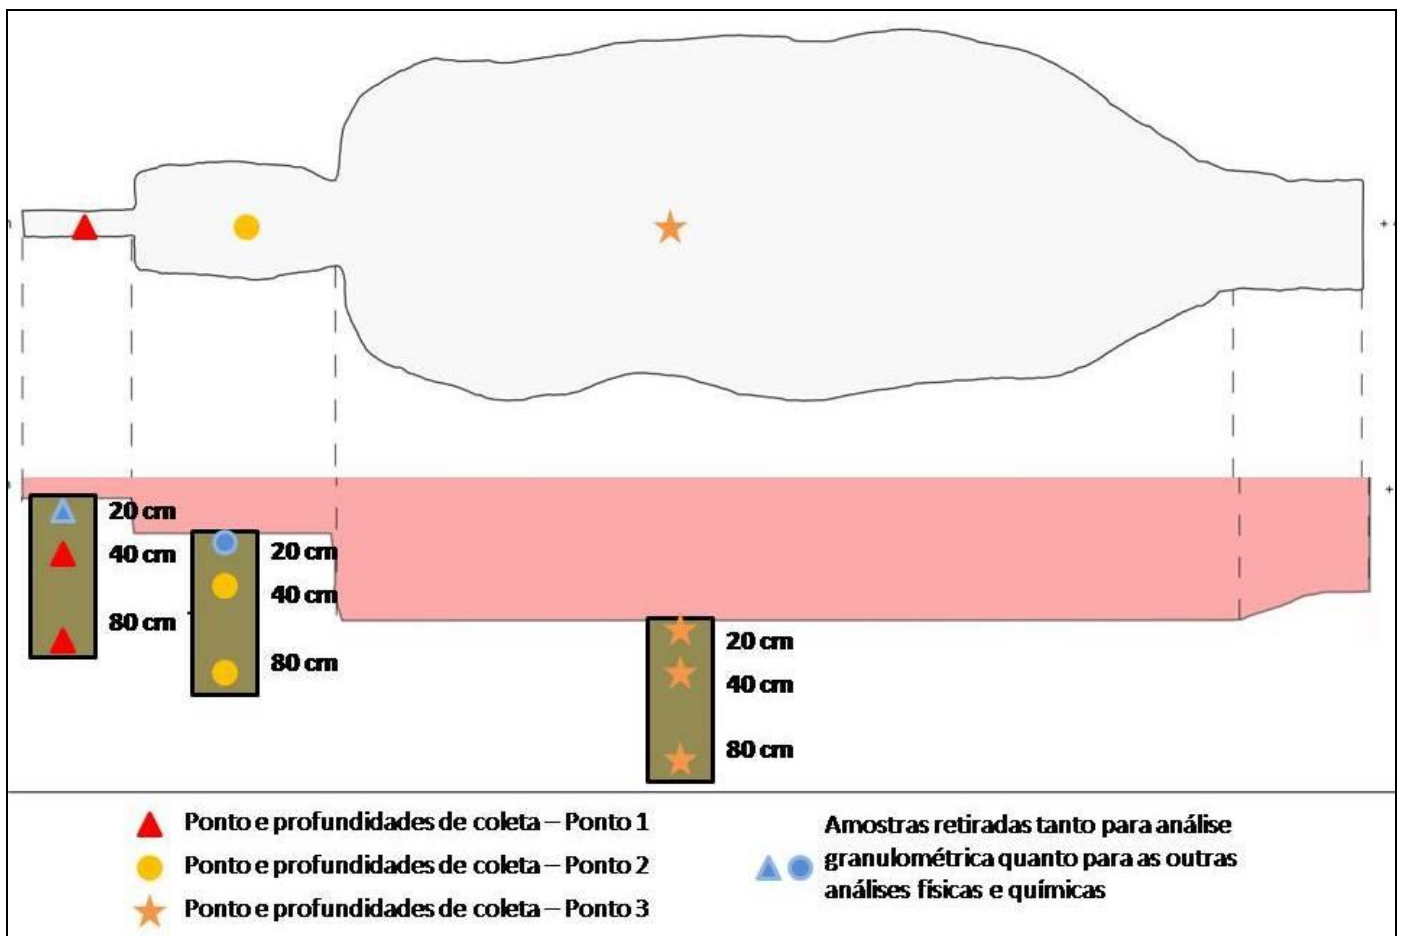 20 cm
40 cm
80 cm
20 cm
40 cm
80 cm
20 cm
40 cm
80 cm
Ponto e profundidades de coleta – Ponto 1
Ponto e profundidades de coleta – Ponto 2
Ponto e profundidades de coleta – Ponto 3
Amostras retiradas tanto para análise
granulométrica quanto para as outras
análises físicas e químicas